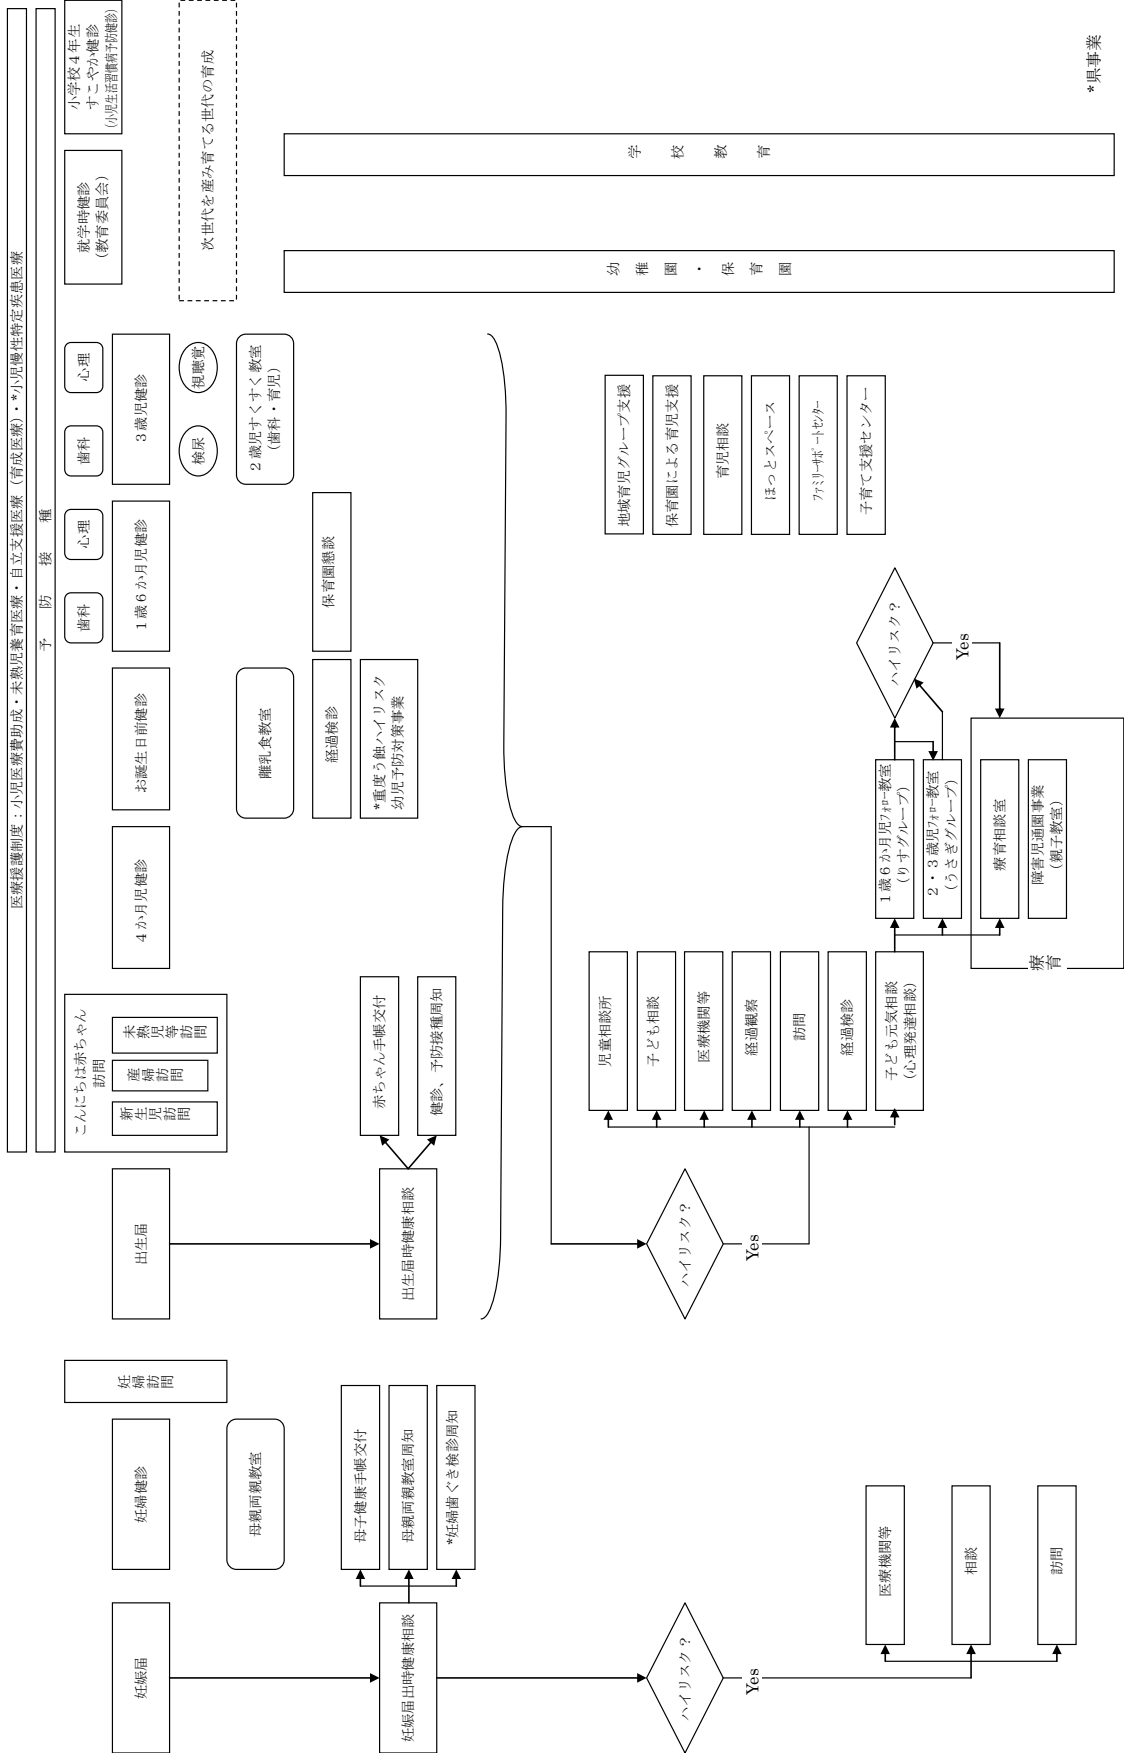 医療援護制度：小児医療費助成・未熟児養育医療・自立支援医療（育成医療）・*小児慢性特定疾患医療
予防接種
妊娠届
妊娠届出時健康相談
母子健康手帳交付
母親両親教室周知
*妊婦歯ぐき検診周知
ハイリスク？
Yes
医療機関等
相談
訪問
妊婦健診
母親両親教室
妊婦訪問
出生届
出生届時健康相談
赤ちゃん手帳交付
健診、予防接種周知
こんにちは赤ちゃん
訪問
新生児訪問
産婦訪問
未熟児等訪問
4か月児健診
お誕生日前健診
離乳食教室
経過検診
*重度う蝕ハイリスク
幼児予防対策事業
歯科
心理
1歳6か月児健診
保育園懇談
歯科
心理
3歳児健診
検尿
視聴覚
2歳児すくすく教室
（歯科・育児）
就学時健診
（教育委員会）
小学校4年生
すこやか健診
（小児生活習慣病予防健診）
次世代を産み育てる世代の育成
ハイリスク？
Yes
児童相談所
子ども相談
医療機関等
経過観察
訪問
経過検診
子ども元気相談
（心理発達相談）
1歳6か月児フォロー教室
（りすグループ）
2・3歳児フォロー教室
（うさぎグループ）
療育
療育相談室
障害児通園事業
（親子教室）
ハイリスク？
Yes
地域育児グループ支援
保育園による育児支援
育児相談
ほっとスペース
ファミリーサポートセンター
子育て支援センター
幼稚園・保育園
学校教育
*県事業